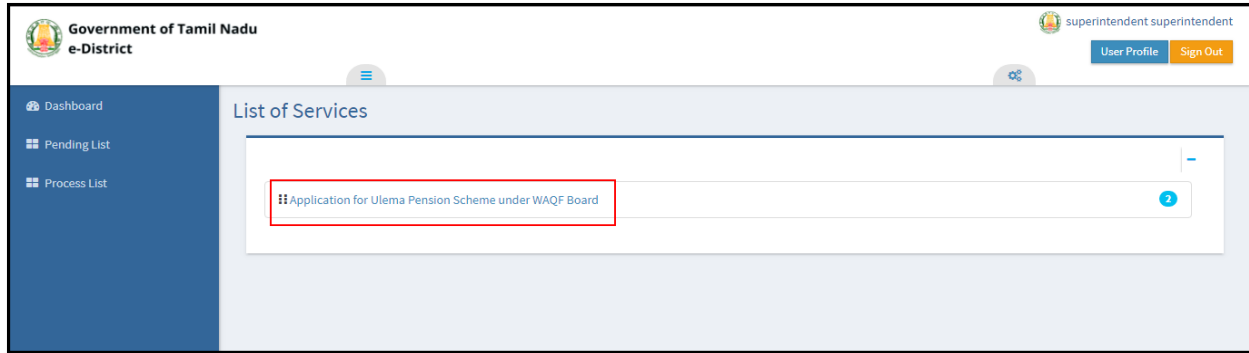 Government of Tamil Nadu
e-District
superintendent superintendent
User Profile
Sign Out
Dashboard
Pending List
Process List
List of Services
Application for Ulema Pension Scheme under WAQF Board
2